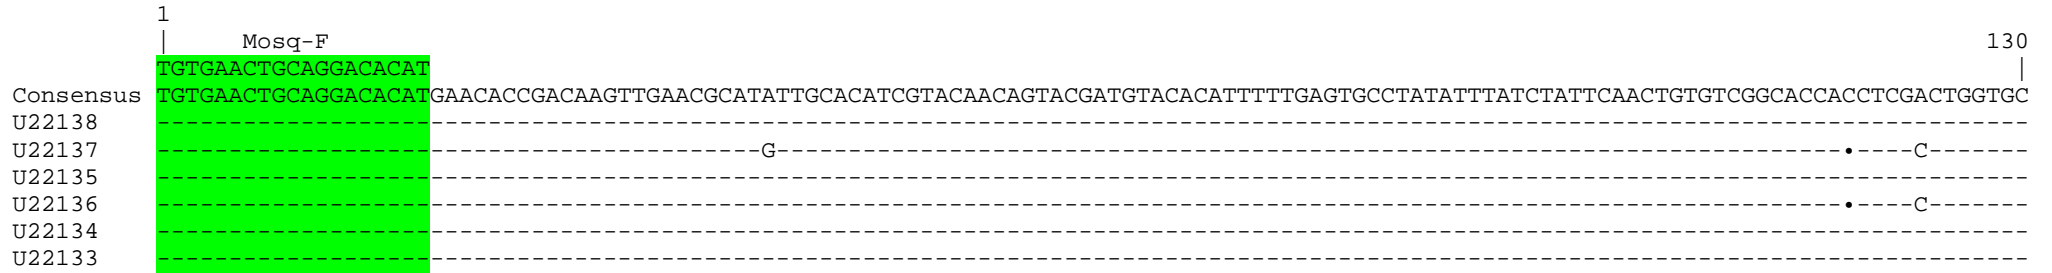 1
| Mosq-F 130
TGTGAACTGCAGGACACAT |
Consensus TGTGAACTGCAGGACACATGAACACCGACAAGTTGAACGCATATTGCACATCGTACAACAGTACGATGTACACATTTTTGAGTGCCTATATTTATCTATTCAACTGTGTCGGCACCACCTCGACTGGTGC
U22138 ----------------------------------------------------------------------------------------------------------------------------------
U22137 ------------------------------------------G--------------------------------------------------------------------------•----C-------
U22135 ----------------------------------------------------------------------------------------------------------------------------------
U22136 ---------------------------------------------------------------------------------------------------------------------•----C-------
U22134 ----------------------------------------------------------------------------------------------------------------------------------
U22133 ----------------------------------------------------------------------------------------------------------------------------------